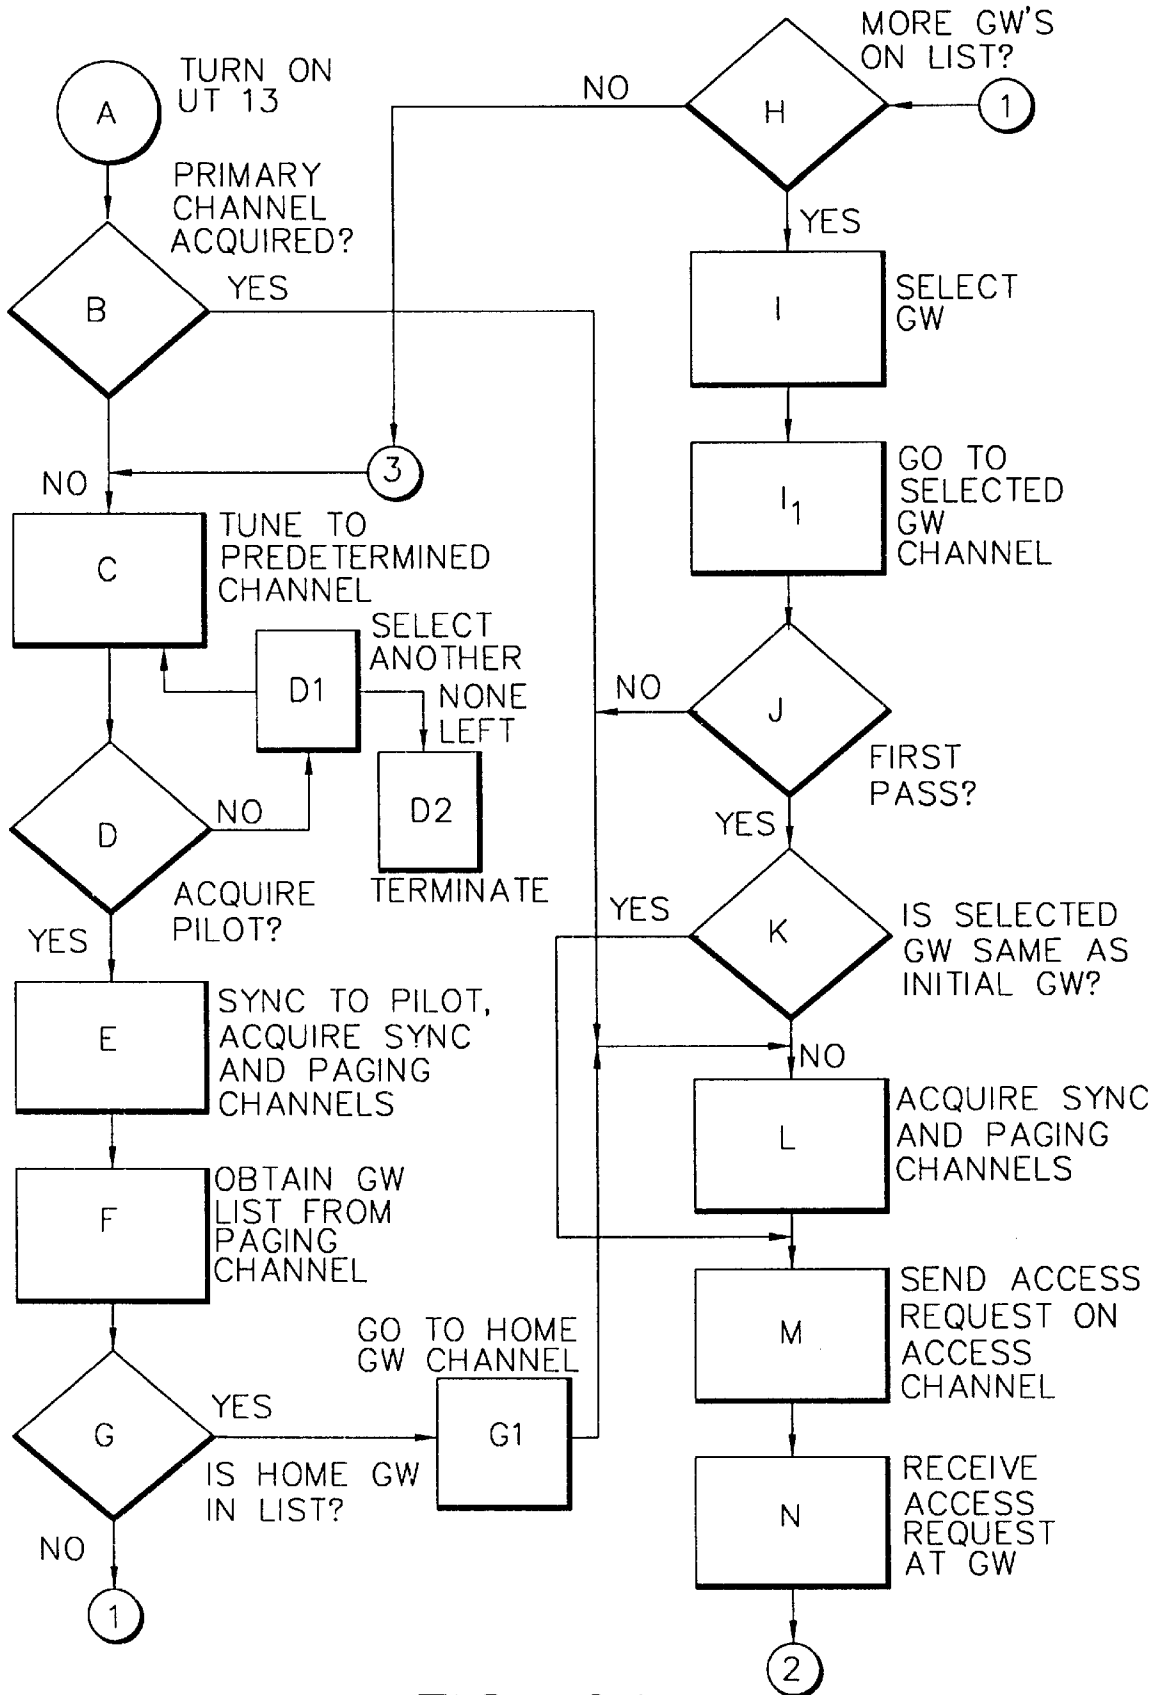 A
TURN ON
UT 13
PRIMARY
CHANNEL
ACQUIRED?
B
YES
NO
3
C
TUNE TO
PREDETERMINED
CHANNEL
D1
SELECT
ANOTHER
NONE
LEFT
D2
TERMINATE
D
NO
ACQUIRE
PILOT?
YES
E
SYNC TO PILOT,
ACQUIRE SYNC
AND PAGING
CHANNELS
F
OBTAIN GW
LIST FROM
PAGING
CHANNEL
G
YES
IS HOME GW
IN LIST?
GO TO HOME
GW CHANNEL
G1
NO
1
MORE GW'S
ON LIST?
NO
H
1
YES
I
SELECT
GW
I1
GO TO
SELECTED
GW
CHANNEL
NO
J
FIRST
PASS?
YES
YES
K
IS SELECTED
GW SAME AS
INITIAL GW?
NO
L
ACQUIRE SYNC
AND PAGING
CHANNELS
M
SEND ACCESS
REQUEST ON
ACCESS
CHANNEL
N
RECEIVE
ACCESS
REQUEST
AT GW
2